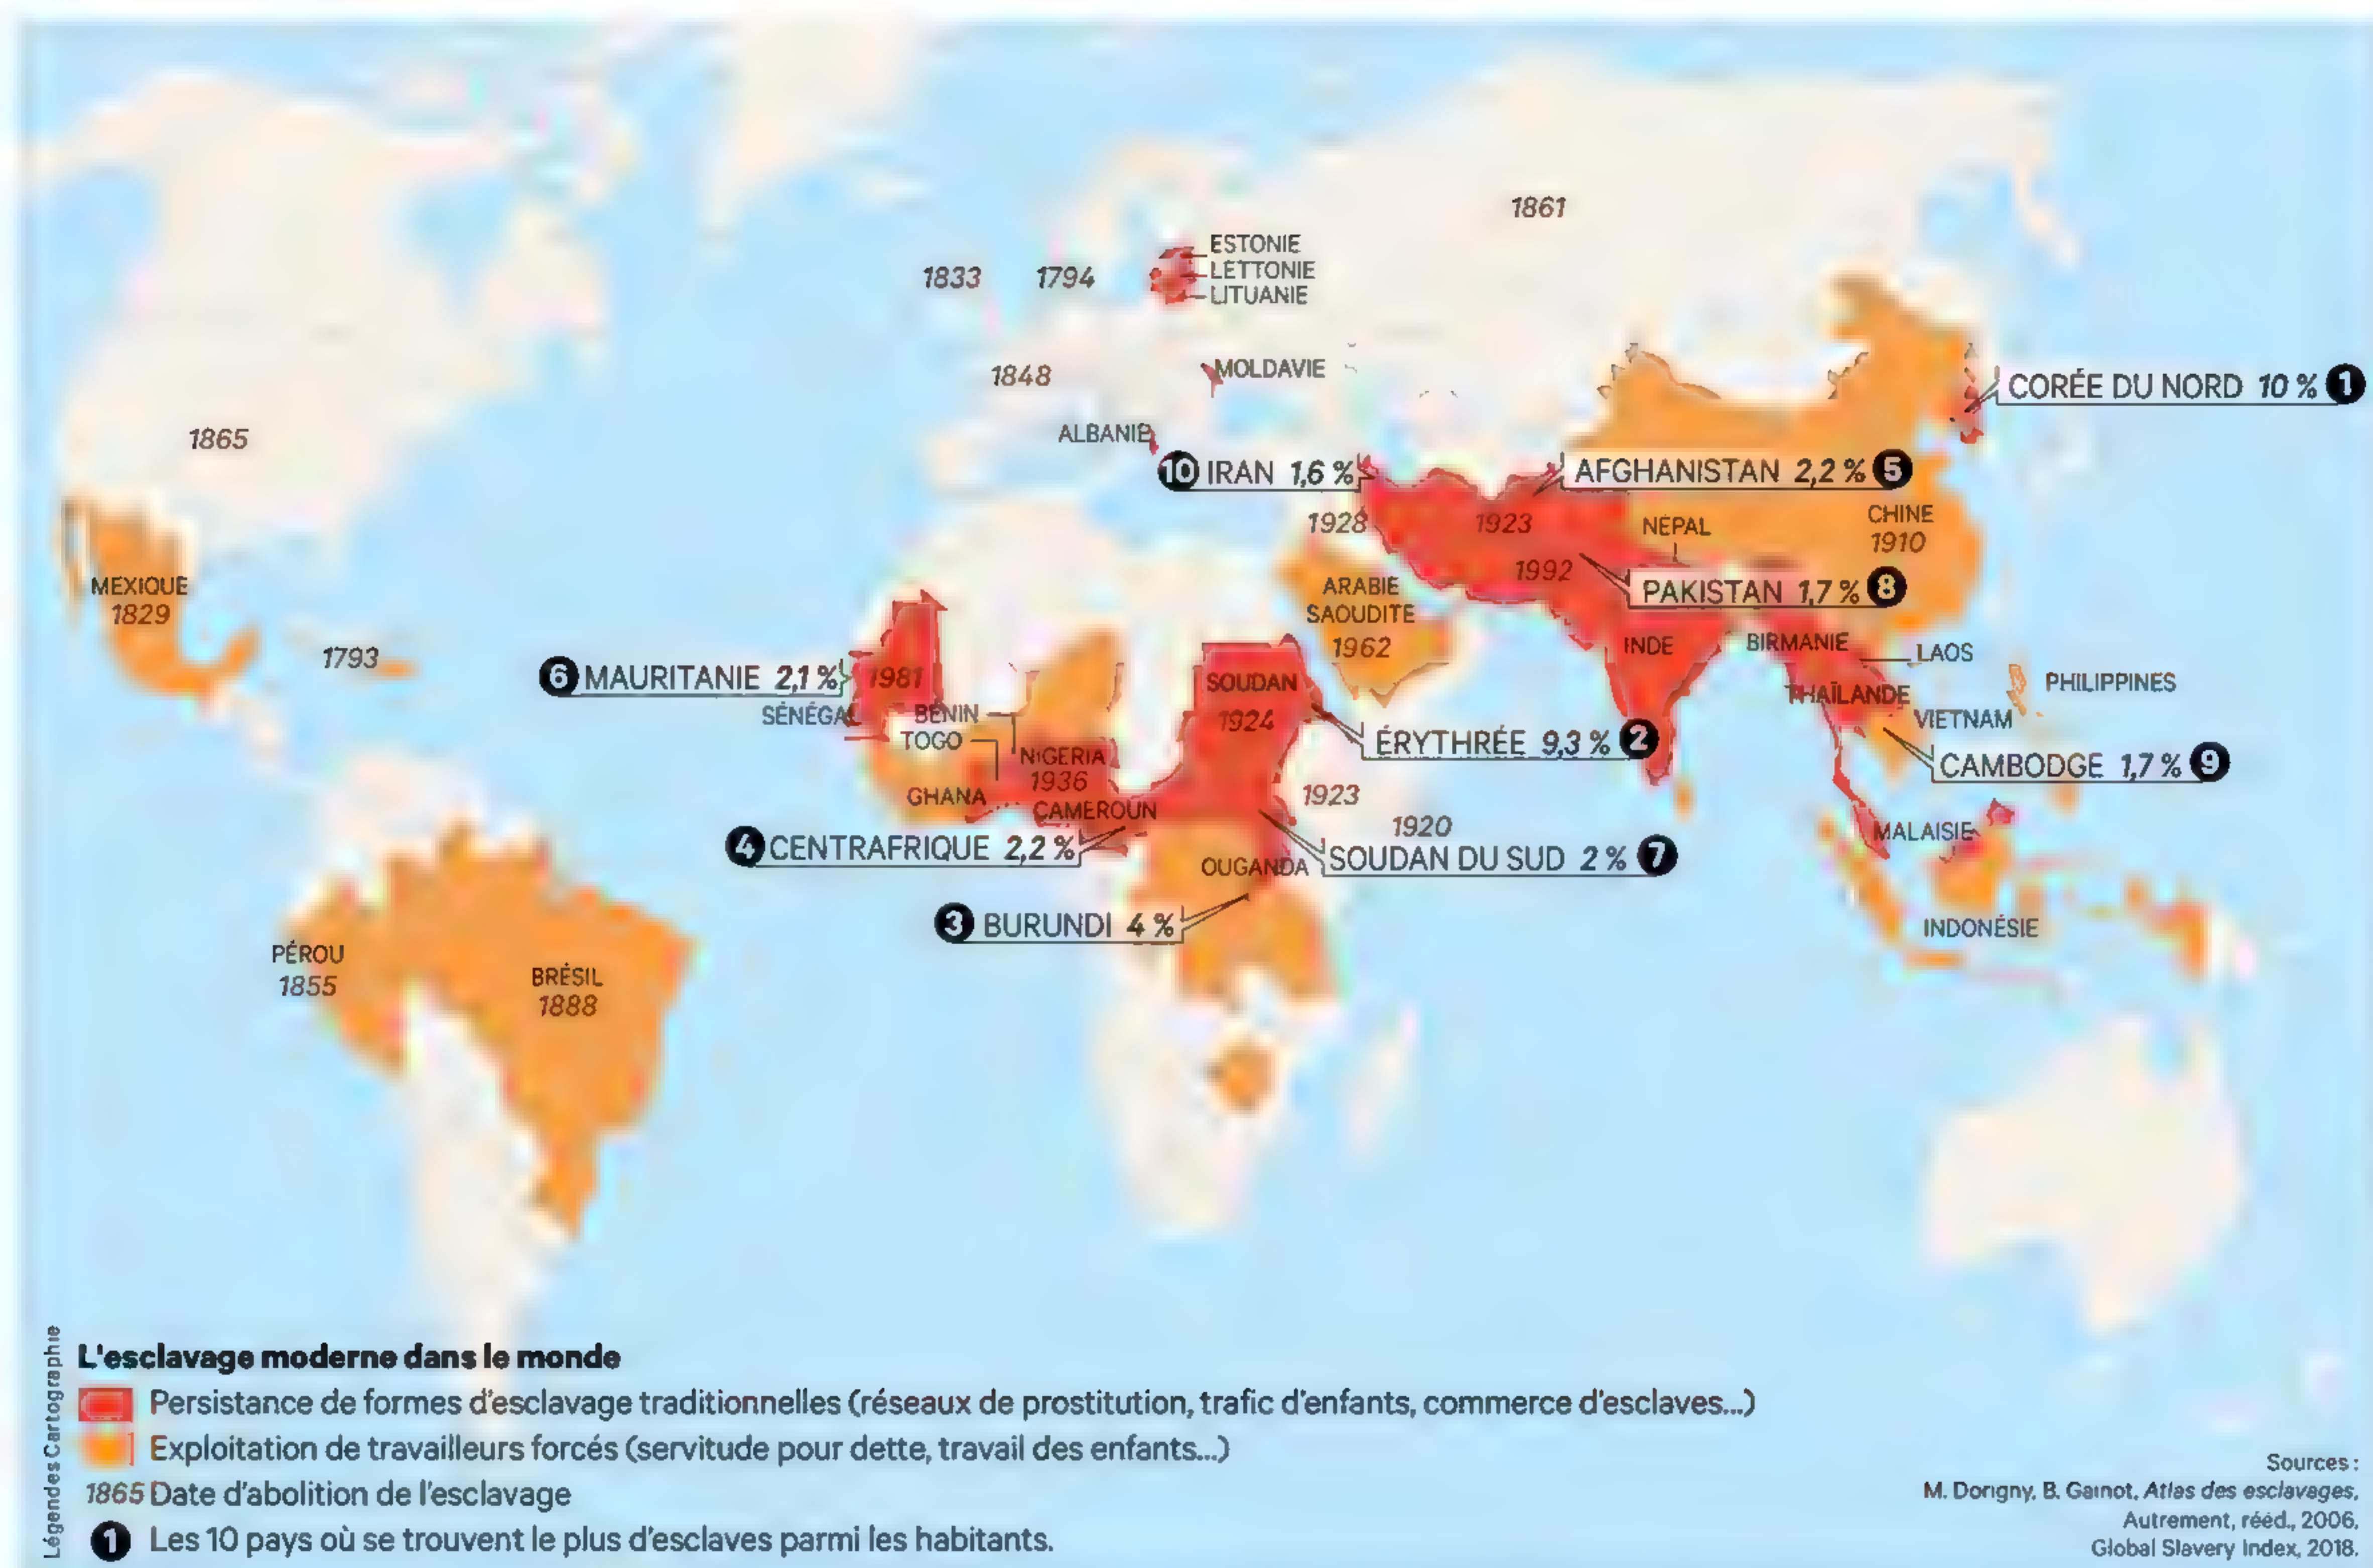 1861
ESTONIE
LETTONIE
LITUANIE
1833
1794
MOLDAVIE
1848
CORÉE DU NORD 10 % 1
ALBANIE
1865
10 IRAN 1,6 %
AFGHANISTAN 2,2 % 5
1928
1923
NÉPAL
CHINE
1910
1992
PAKISTAN 1,7 % 8
MEXIQUE
1829
ARABIE
SAOUDITE
1962
INDE
BIRMANIE
LAOS
1793
6 MAURITANIE 2,1 %
1981
SOUDAN
1924
THAÏLANDE
PHILIPPINES
SÉNÉGAL
BÉNIN
TOGO
VIETNAM
ÉRYTHRÉE 9,3 % 2
NIGERIA
1936
CAMBODGE 1,7 % 9
GHANA
CAMEROUN
1923
1920
MALAISIE
4 CENTRAFRIQUE 2,2 %
OUGANDA
SOUDAN DU SUD 2 % 7
3 BURUNDI 4 %
INDONÉSIE
PÉROU
1855
BRÉSIL
1888
L'esclavage moderne dans le monde
Persistance de formes d'esclavage traditionnelles (réseaux de prostitution, trafic d'enfants, commerce d'esclaves...)
Exploitation de travailleurs forcés (servitude pour dette, travail des enfants...)
1865 Date d'abolition de l'esclavage
1 Les 10 pays où se trouvent le plus d'esclaves parmi les habitants.
Légendes Cartographie
Sources :
M. Dorigny, B. Gainot, Atlas des esclavages,
Autrement, rééd., 2006,
Global Slavery Index, 2018.